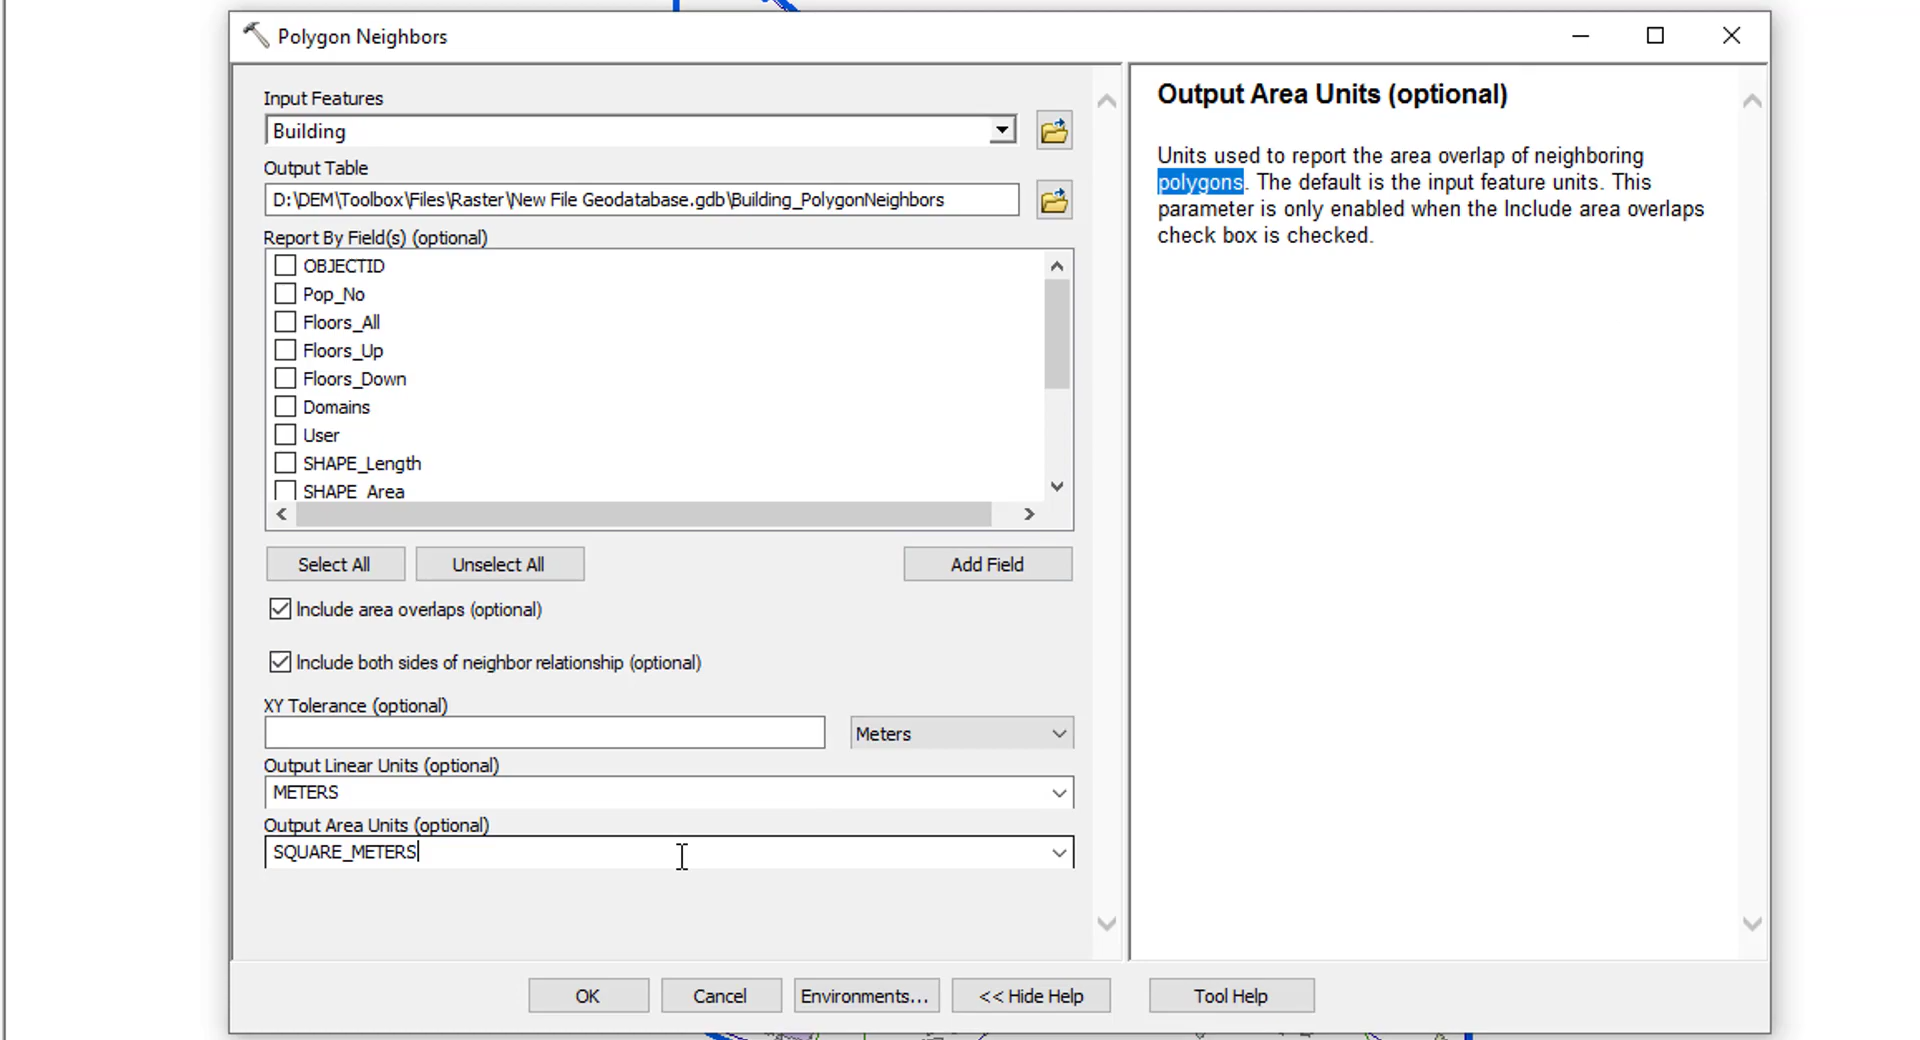 Polygon Neighbors
Input Features
Building
Output Table
D:\DEM\Toolbox\Files\Raster\New File Geodatabase.gdb\Building_PolygonNeighbors
Report By Field(s) (optional)
OBJECTID
Pop_No
Floors_All
Floors_Up
Floors_Down
Domains
User
SHAPE_Length
SHAPE_Area
Select All
Unselect All
Add Field
Include area overlaps (optional)
Include both sides of neighbor relationship (optional)
XY Tolerance (optional)
Meters
Output Linear Units (optional)
METERS
Output Area Units (optional)
SQUARE_METERS
OK
Cancel
Environments...
<< Hide Help
Tool Help
Output Area Units (optional)
Units used to report the area overlap of neighboring
polygons. The default is the input feature units. This
parameter is only enabled when the Include area overlaps
check box is checked.